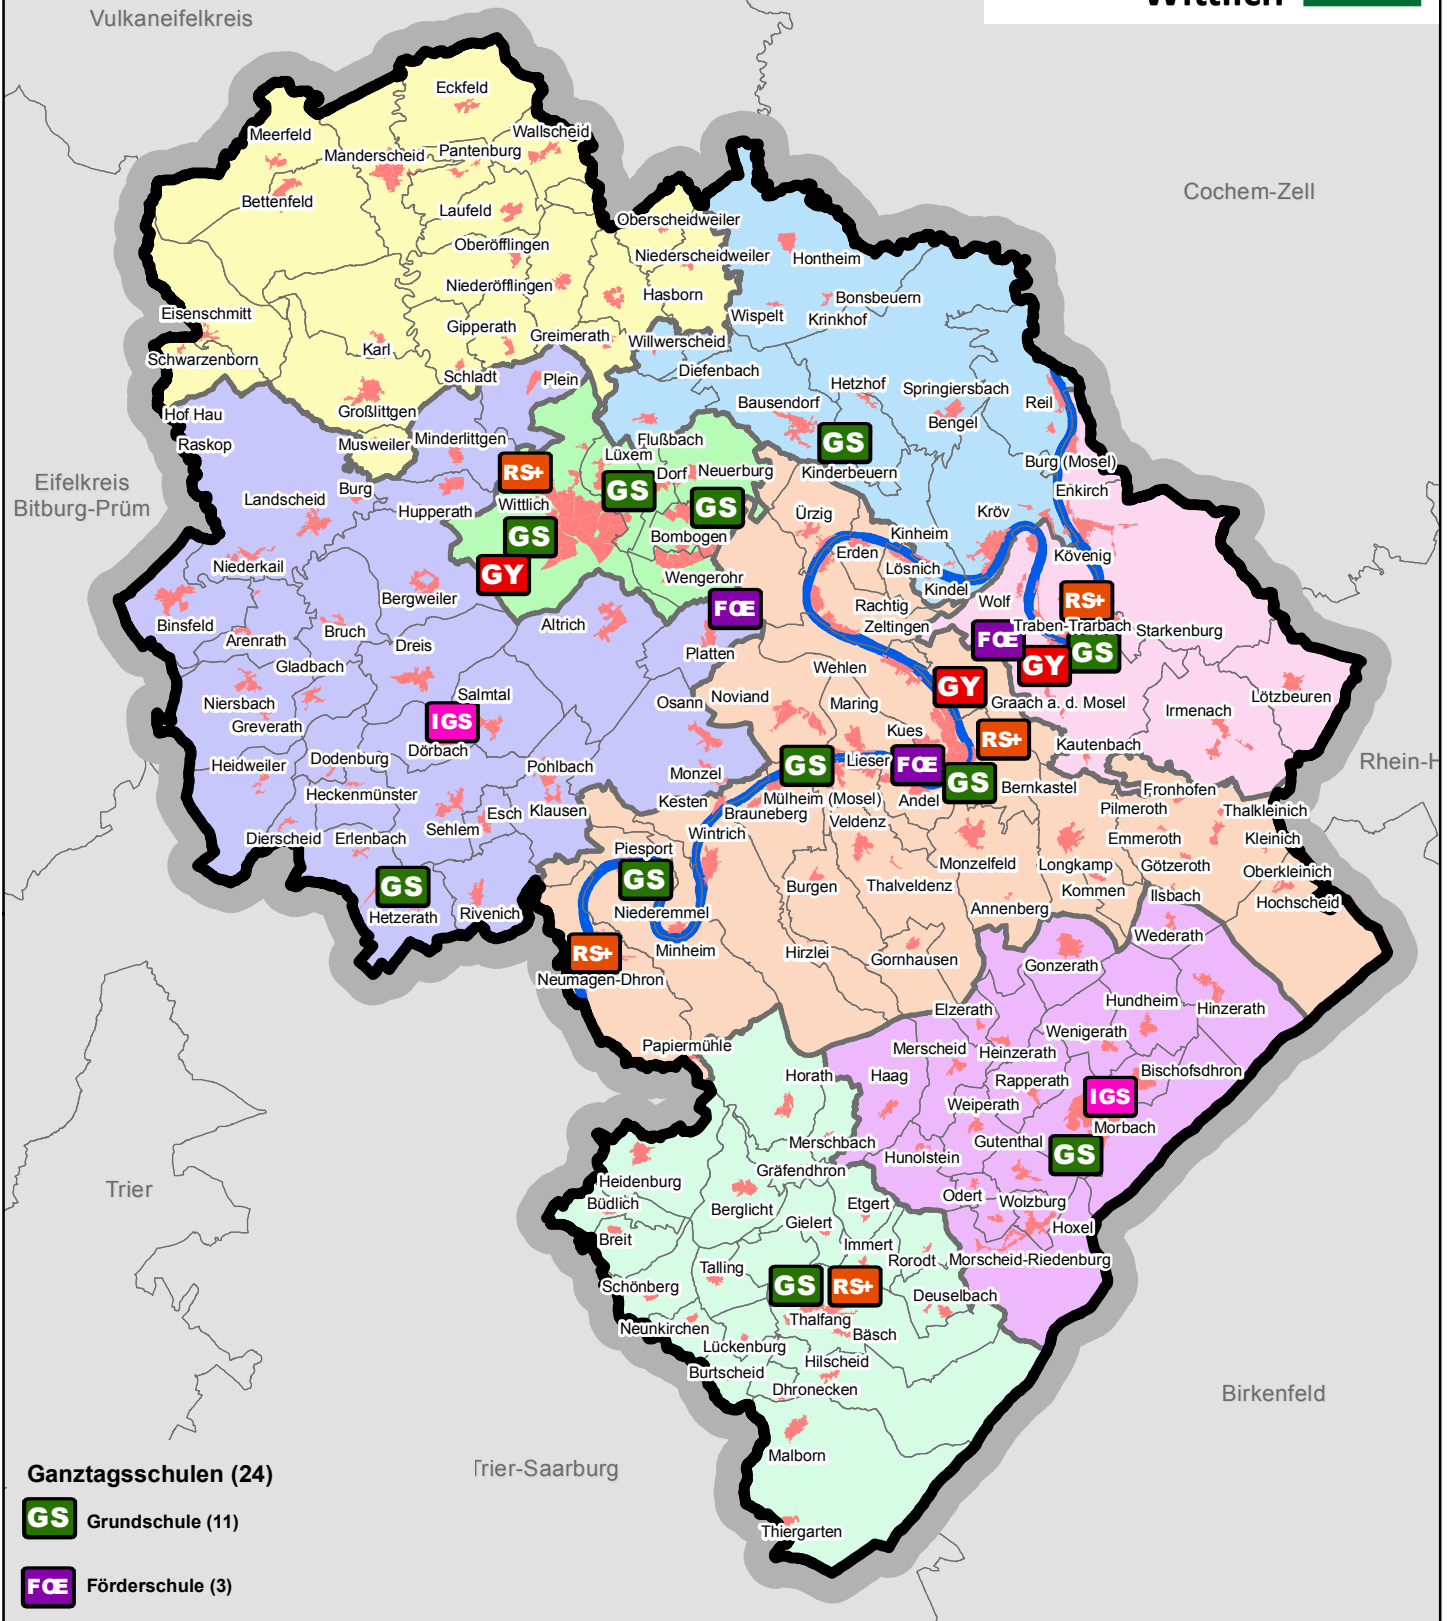 Vulkaneifelkreis
Eckfeld
Meerfeld
Wallscheid
Manderscheid
Pantenburg
Cochem-Zell
Bettenfeld
Laufeld
Oberscheidweiler
Oberöfflingen
Niederscheidweiler
Hontheim
Niederöfflingen
Hasborn
Bonsbeuern
Eisenschmitt
Wispelt
Krinkhof
Gipperath
Greimerath
Willwerscheid
Karl
Schwarzenborn
Diefenbach
Schladt
Plein
Hetzhof
Springiersbach
Großlittgen
Bausendorf
Reil
Hof Hau
Bengel
Raskop
Musweiler
Minderlittgen
Flußbach
GS
Lüxem
Burg (Mosel)
RS+
Dorf
Neuerburg
Kinderbeuern
Eifelkreis
Bitburg-Prüm
Burg
GS
Enkirch
Landscheid
Wittlich
GS
Hupperath
Ürzig
Kröv
GS
Bombogen
Kinheim
Erden
Kövenig
Niederkail
GY
Wengerohr
Lösnich
Bergweiler
Kindel
RS+
Wolf
FŒ
Rachtig
Binsfeld
Altrich
Zeltingen
Traben-Trarbach
Starkenburg
Arenrath
Bruch
FŒ
GS
Dreis
Platten
GY
Gladbach
Wehlen
GY
Salmtal
Osann
Noviand
Lötzbeuren
Niersbach
Maring
Graach a. d. Mosel
Irmenach
IGS
Greverath
Kues
RS+
Dörbach
Kautenbach
Dodenburg
Lieser
Rhein-H
Heidweiler
Pohlbach
GS
FŒ
Monzel
GS
Bernkastel
Fronhofen
Heckenmünster
Kesten
Mülheim (Mosel)
Andel
Pilmeroth
Esch
Klausen
Brauneberg
Thalkleinich
Veldenz
Sehlem
Wintrich
Dierscheid
Erlenbach
Emmeroth
Kleinich
Piesport
Monzelfeld
Longkamp
Götzeroth
Oberkleinich
GS
GS
Burgen
Thalveldenz
Kommen
Ilsbach
Hochscheid
Hetzerath
Rivenich
Niederemmel
Annenberg
Wederath
RS+
Minheim
Hirzlei
Gornhausen
Gonzerath
Neumagen-Dhron
Hundheim
Hinzerath
Elzerath
Wenigerath
Papiermühle
Merscheid
Heinzerath
Bischofsdhron
Horath
Haag
Rapperath
IGS
Weiperath
Morbach
Merschbach
Gutenthal
GS
Hunolstein
Gräfendhron
Heidenburg
Trier
Odert
Wolzburg
Büdlich
Berglicht
Etgert
Gielert
Hoxel
Breit
Immert
Rorodt
Morscheid-Riedenburg
Talling
Schönberg
GS
RS+
Deuselbach
Thalfang
Neunkirchen
Bäsch
Lückenburg
Hilscheid
Burtscheid
Dhronecken
Birkenfeld
Malborn
Trier-Saarburg
Thiergarten
Ganztagsschulen (24)
GS Grundschule (11)
FŒ Förderschule (3)